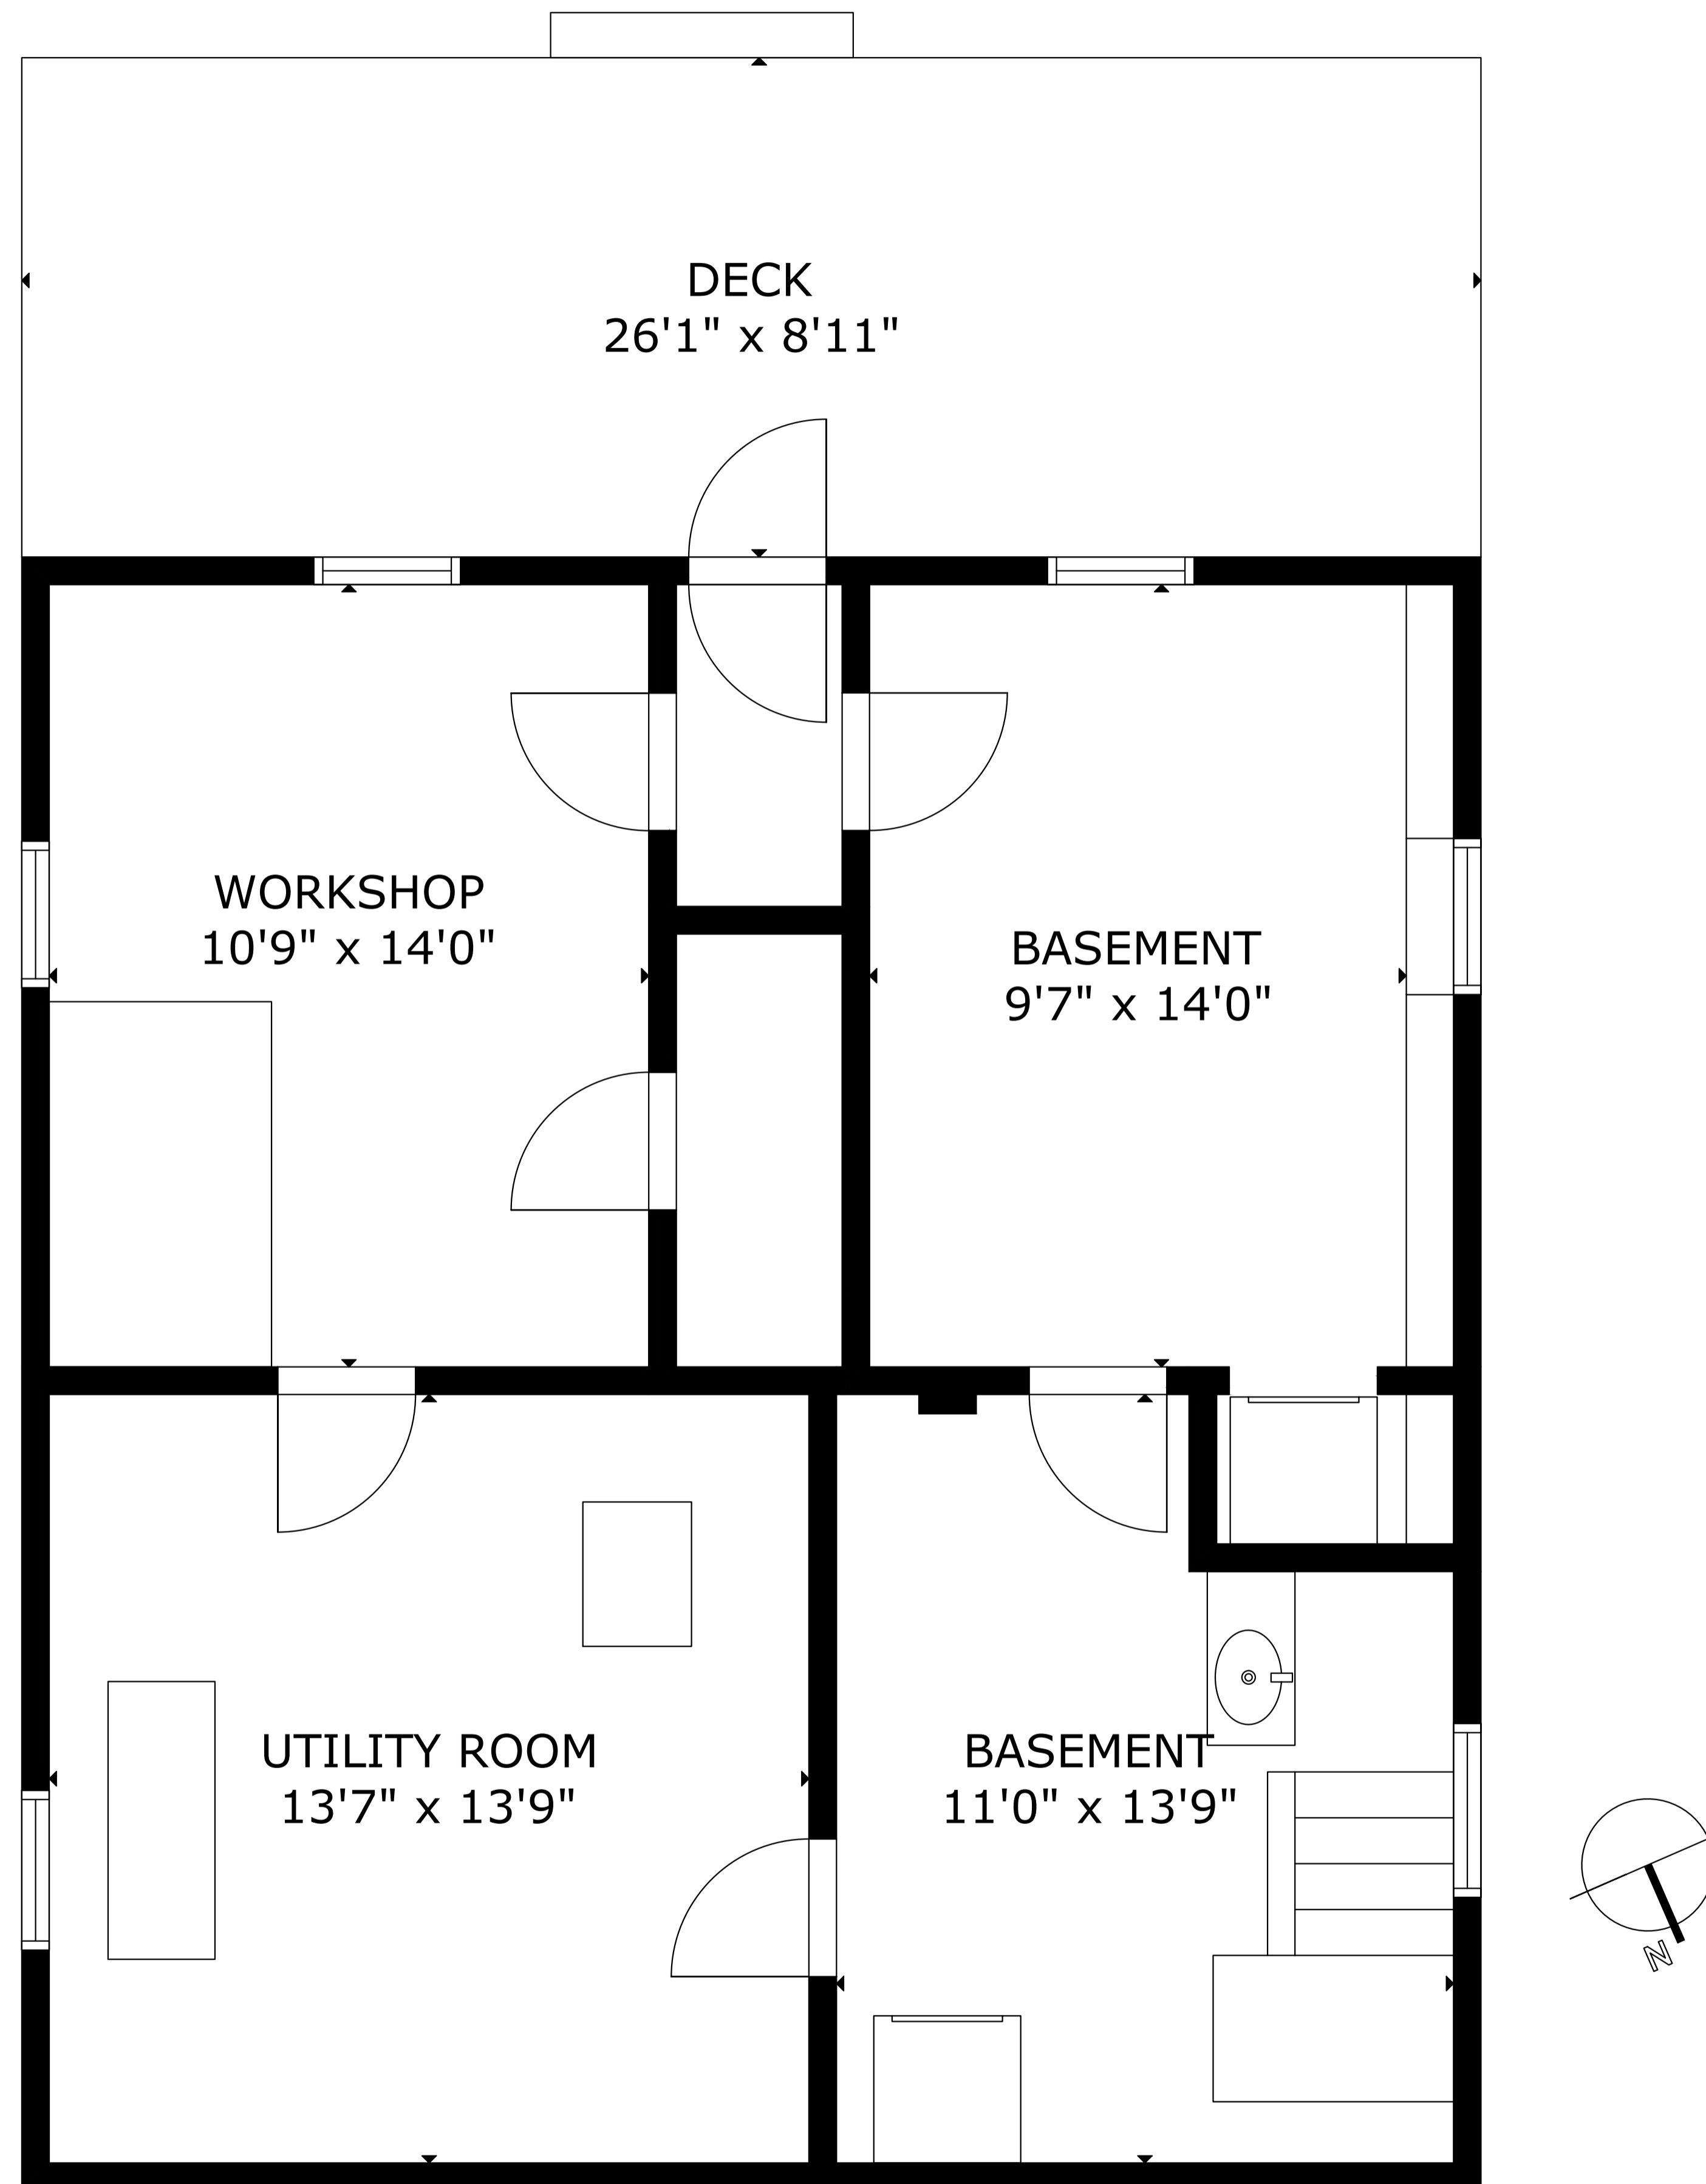 DECK
26'1" x 8'11"
WORKSHOP
10'9" x 14'0"
BASEMENT
9'7" x 14'0"
UTILITY ROOM
13'7" x 13'9"
BASEMENT
11'0" x 13'9"
N